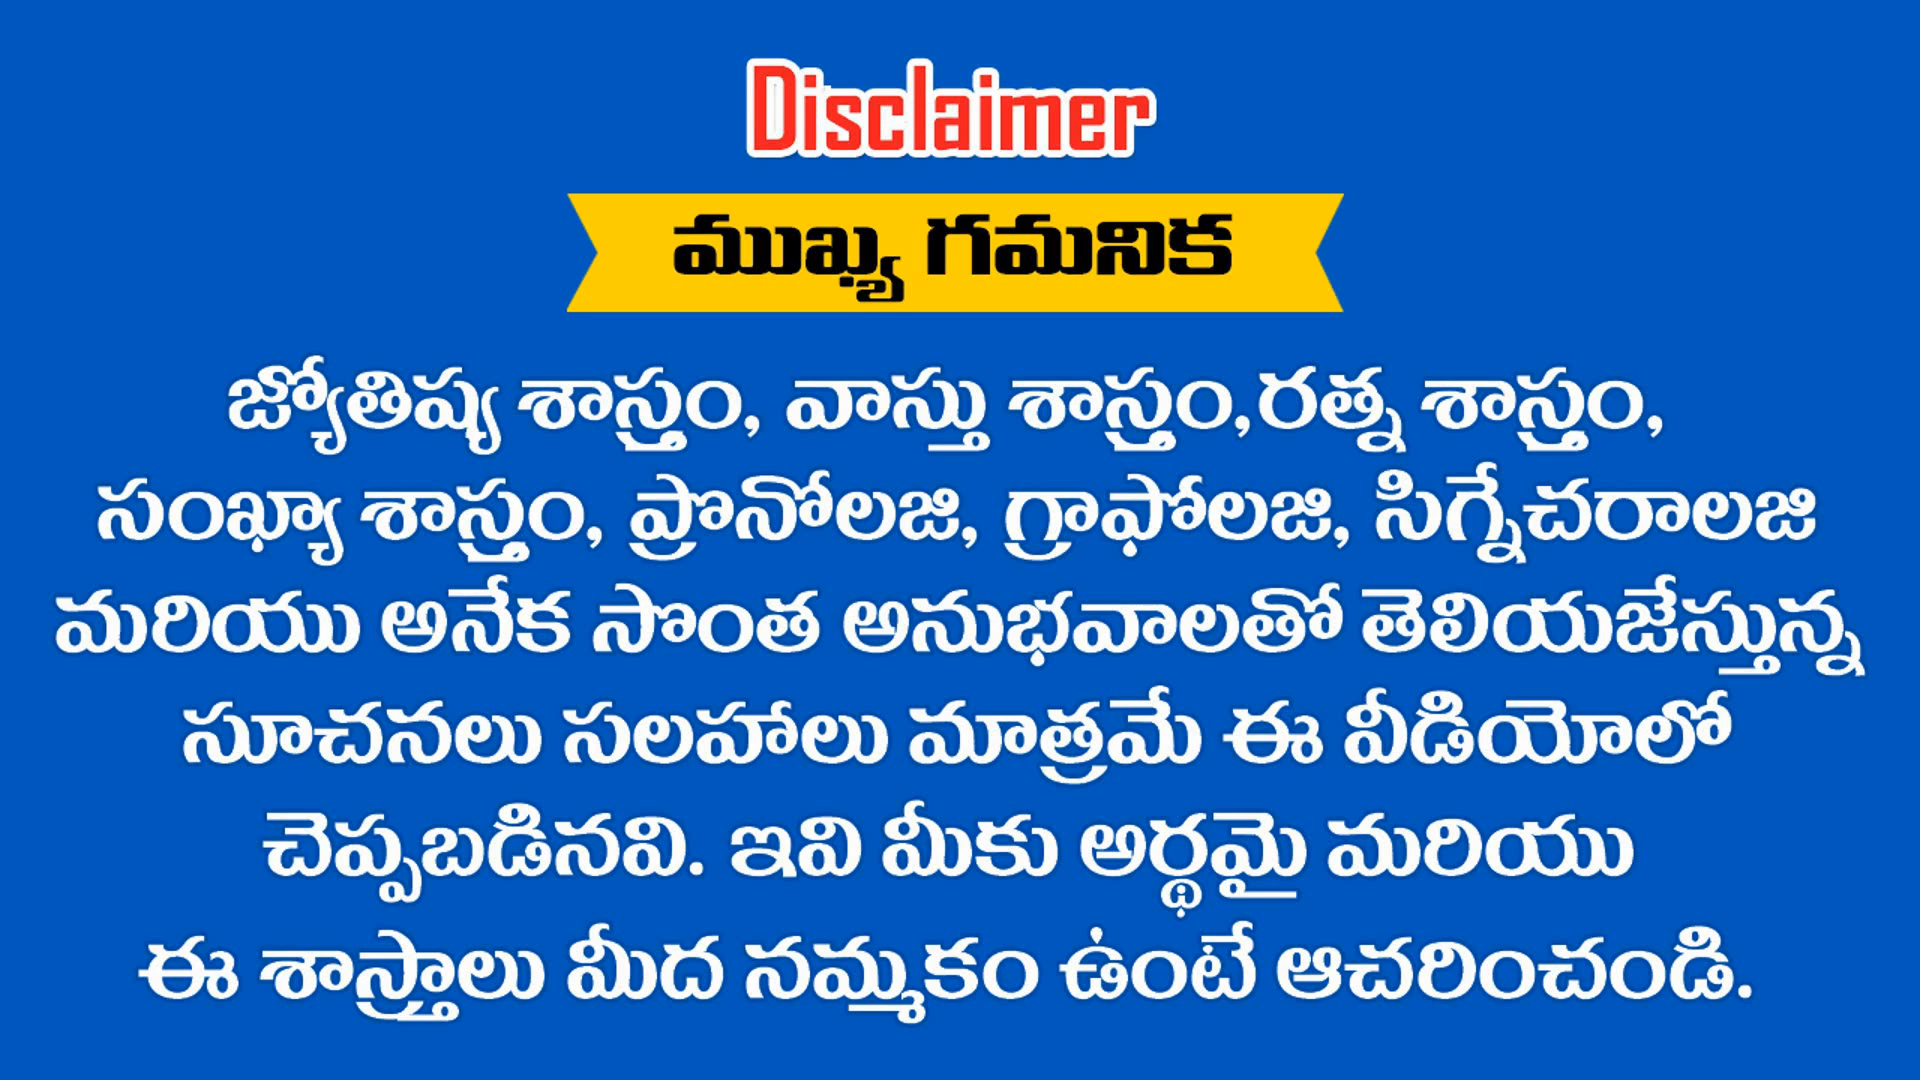 Disclaimer
ముఖ్య గమనిక
జ్యోతిష్య శాస్త్రం, వాస్తు శాస్త్రం,రత్న శాస్త్రం,
సంఖ్యా శాస్త్రం, ప్రొనోలజి, గ్రాఫోలజి, సిగ్నేచరాలజి
మరియు అనేక సొంత అనుభవాలతో తెలియజేస్తున్న
సూచనలు సలహాలు మాత్రమే ఈ వీడియోలో
చెప్పబడినవి. ఇవి మీకు అర్థమై మరియు
ఈ శాస్త్రాలు మీద నమ్మకం ఉంటే ఆచరించండి.